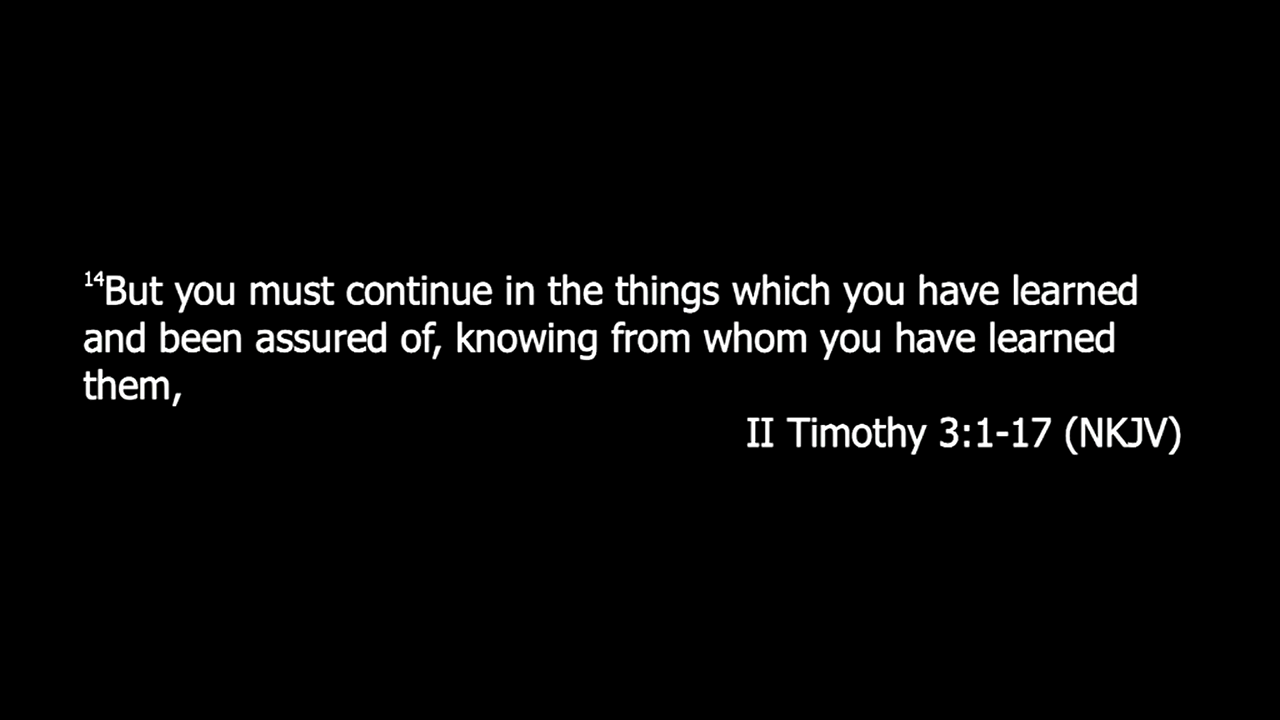 14But you must continue in the things which you have learned
and been assured of, knowing from whom you have learned
them,
II Timothy 3:1-17 (NKJV)